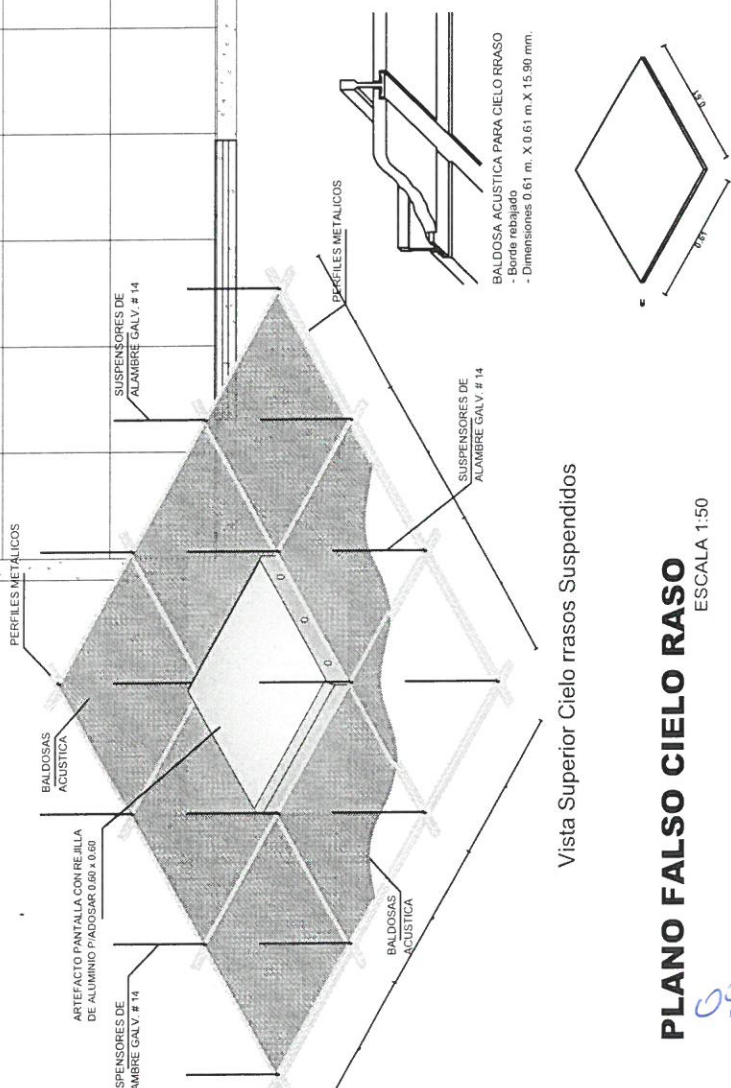 PERFILES METALICOS
SUSPENSORES DE
ALAMBRE GALV. # 14
BALDOSAS
ACUSTICA
ARTEFACTO PANTALLA CON REJILLA
DE ALUMINIO P/ADOSAR 0.60 x 0.60
PERFILES METALICOS
SPENSORES DE
AMBRE GALV. # 14
SUSPENSORES DE
ALAMBRE GALV. # 14
BALDOSAS
ACUSTICA
BALDOSA ACUSTICA PARA CIELO RRASO
- Borde rebajado
- Dimensiones 0.61 m. X 0.61 m X 15.90 mm.
0.61
0.61
Vista Superior Cielo rrasos Suspendidos
PLANO FALSO CIELO RASO
ESCALA 1:50